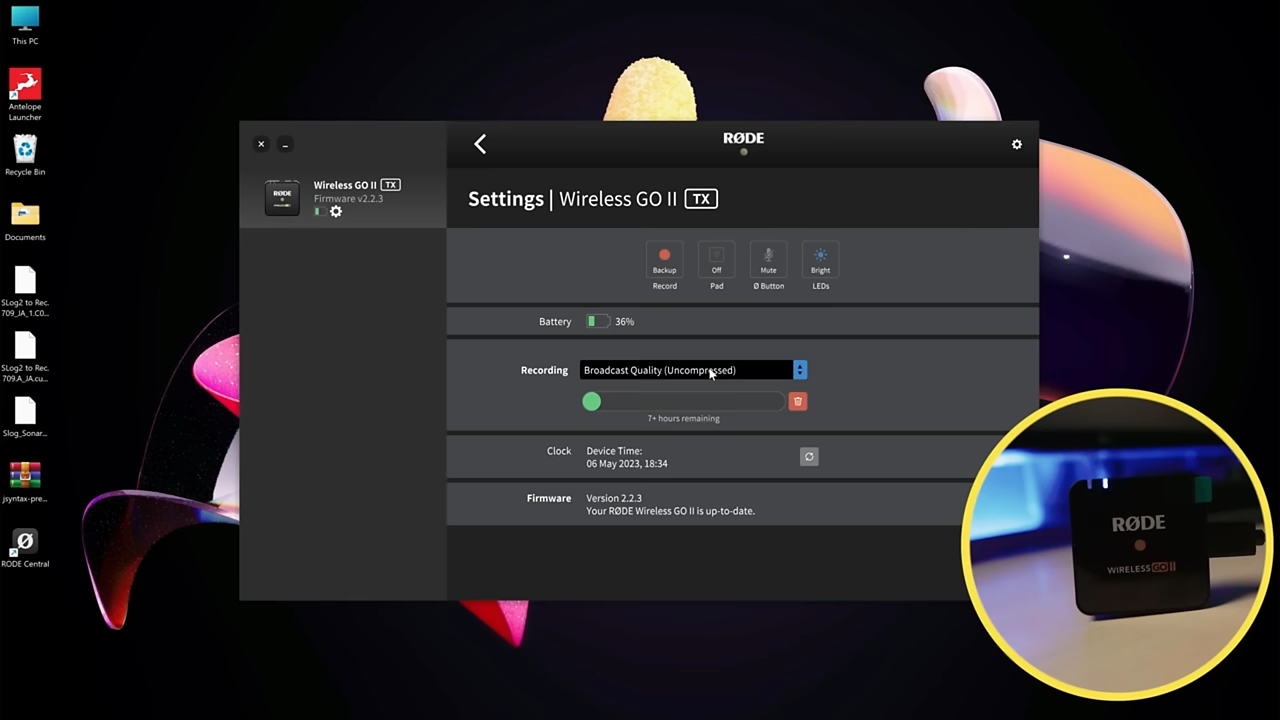 This PC
Antelope
Launcher
Recycle Bin
Documents
SLog2 to Rec.
709_JA_1.C0...
SLog2 to Rec.
709.A_JA.cu...
Slog_Sonar...
jsyntax-pre...
RODE Central
Wireless GO II TX
Firmware v2.2.3
RØDE
Settings | Wireless GO II TX
Backup
Record
Off
Pad
Mute
Ø Button
Bright
LEDs
Battery 36%
Recording Broadcast Quality (Uncompressed)
7+ hours remaining
Clock Device Time:
06 May 2023, 18:34
Firmware Version 2.2.3
Your RØDE Wireless GO II is up-to-date.
RØDE
WIRELESS GO II